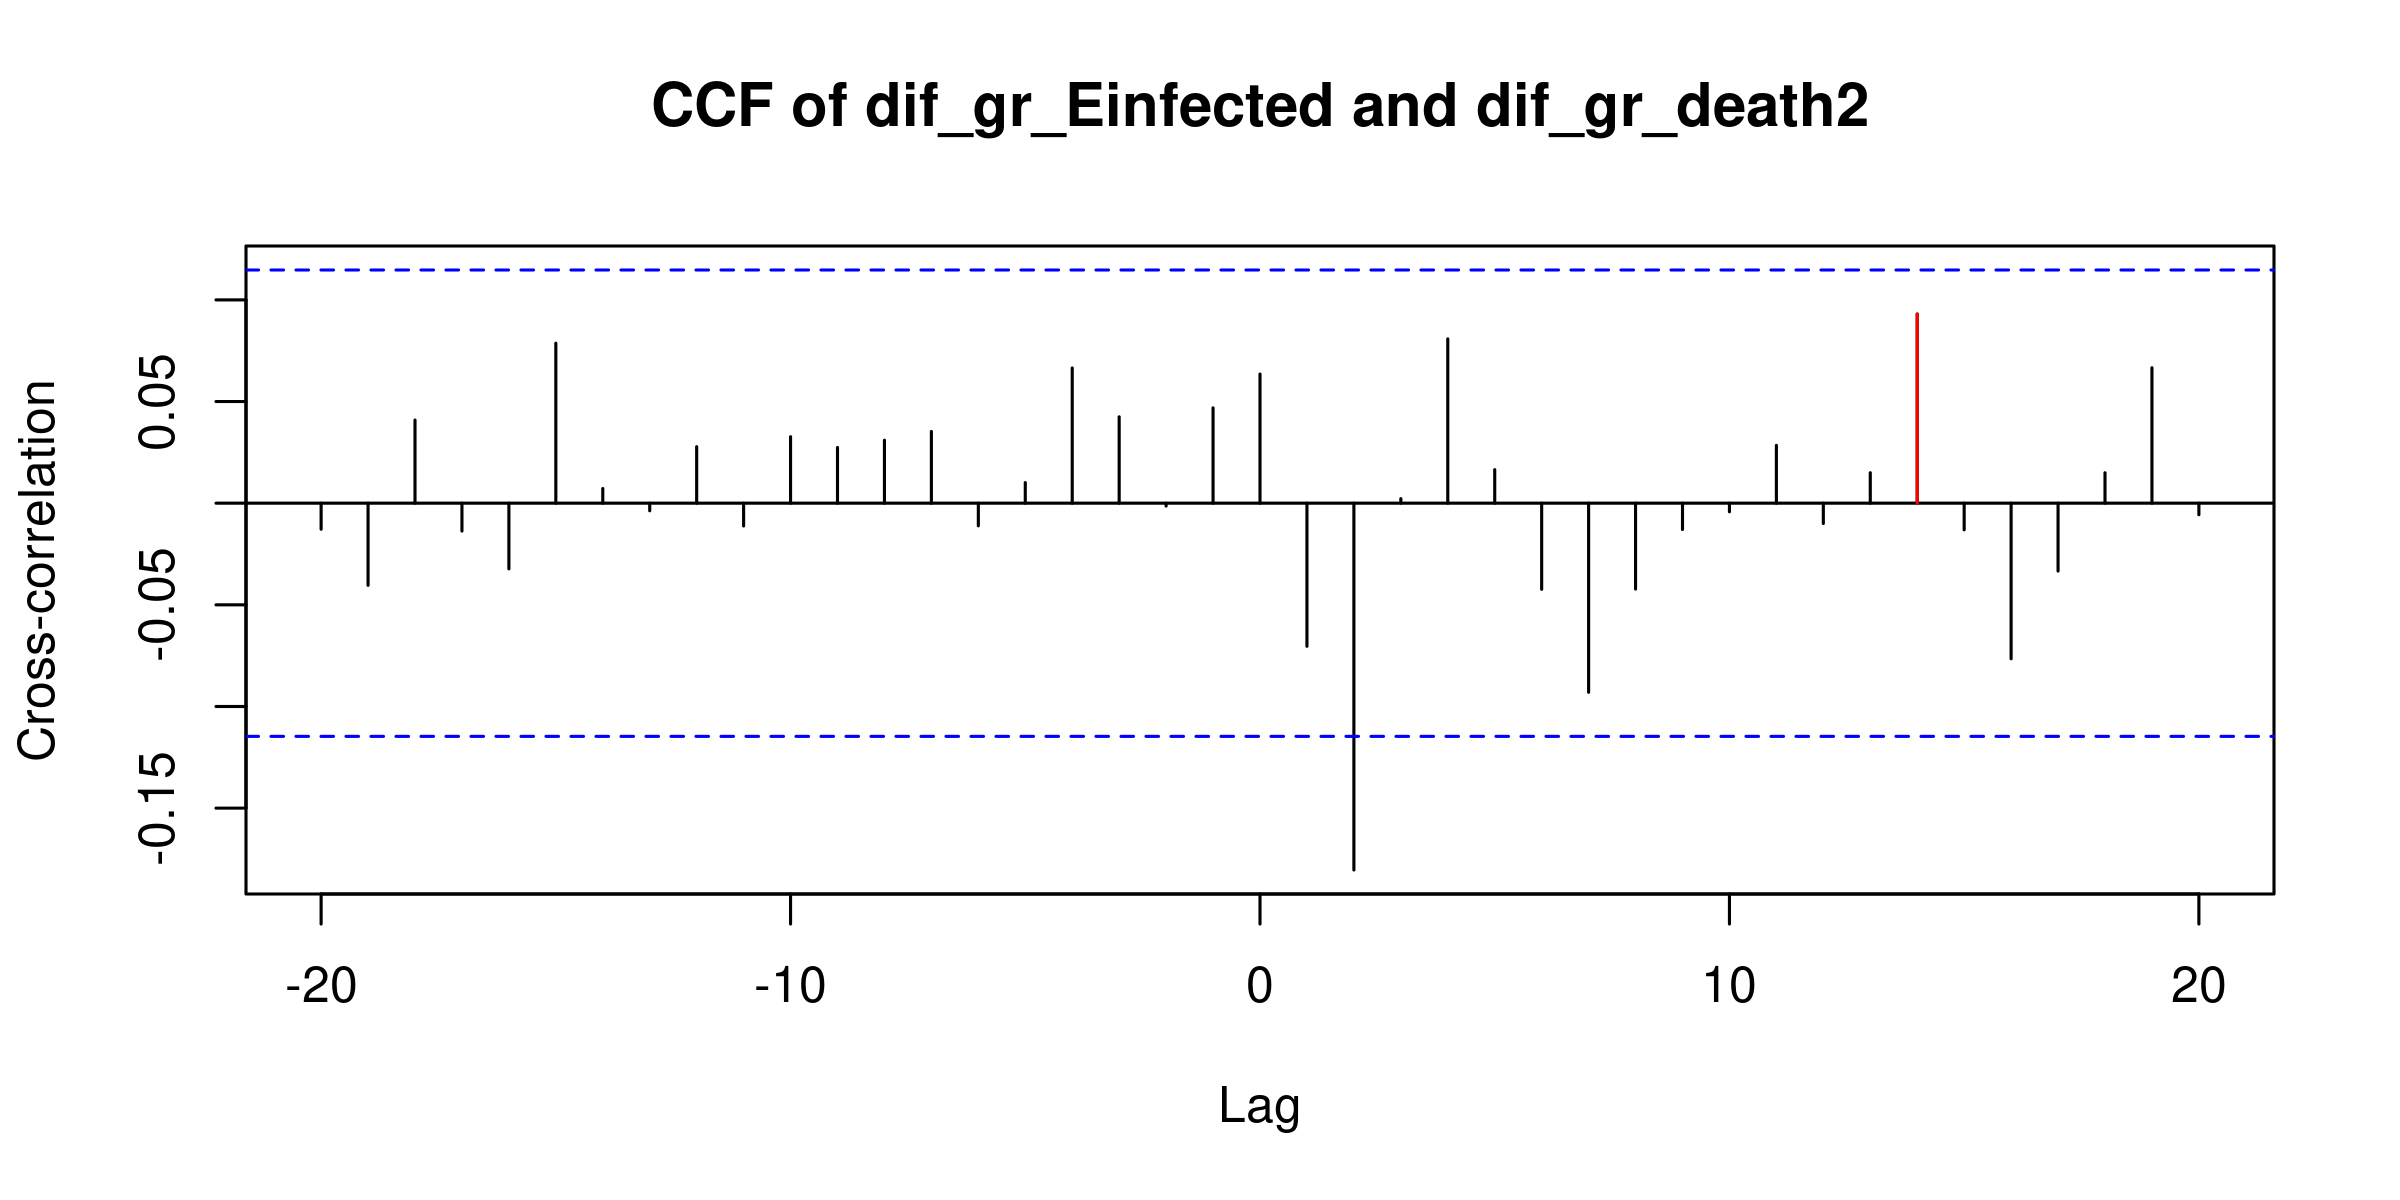 CCF of dif_gr_Einfected and dif_gr_death2
Cross-correlation
0.05
-0.05
-0.15
-20
-10
0
10
20
Lag